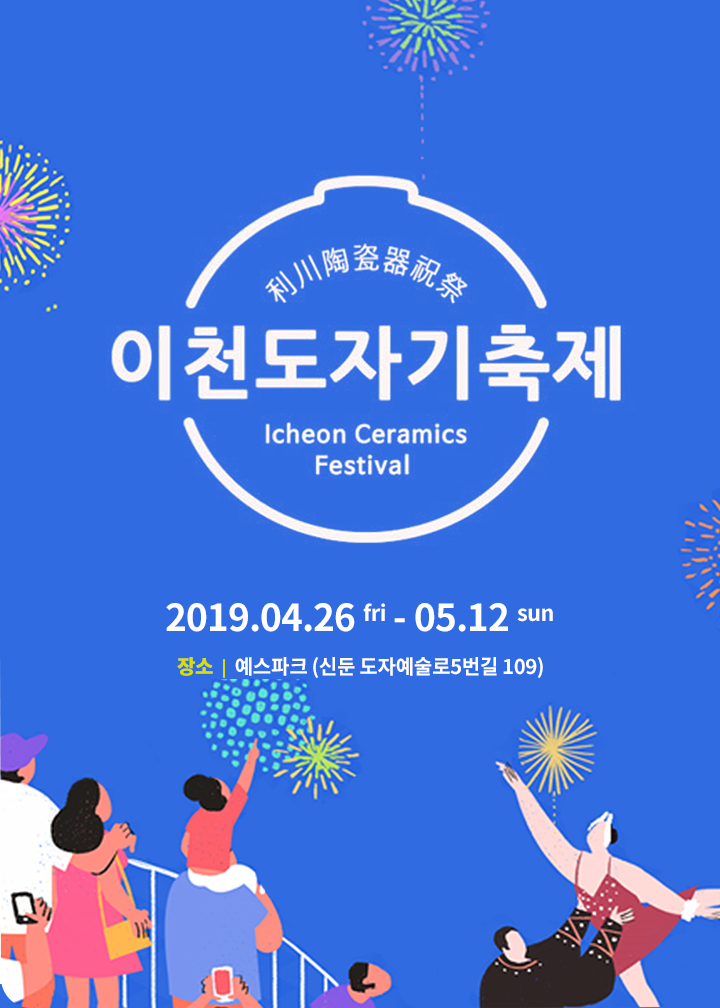 利川陶瓷器祝祭
이천도자기축제
Icheon Ceramics
Festival
2019.04.26 fri - 05.12 sun
장소 | 예스파크 (신둔 도자예술로5번길 109)